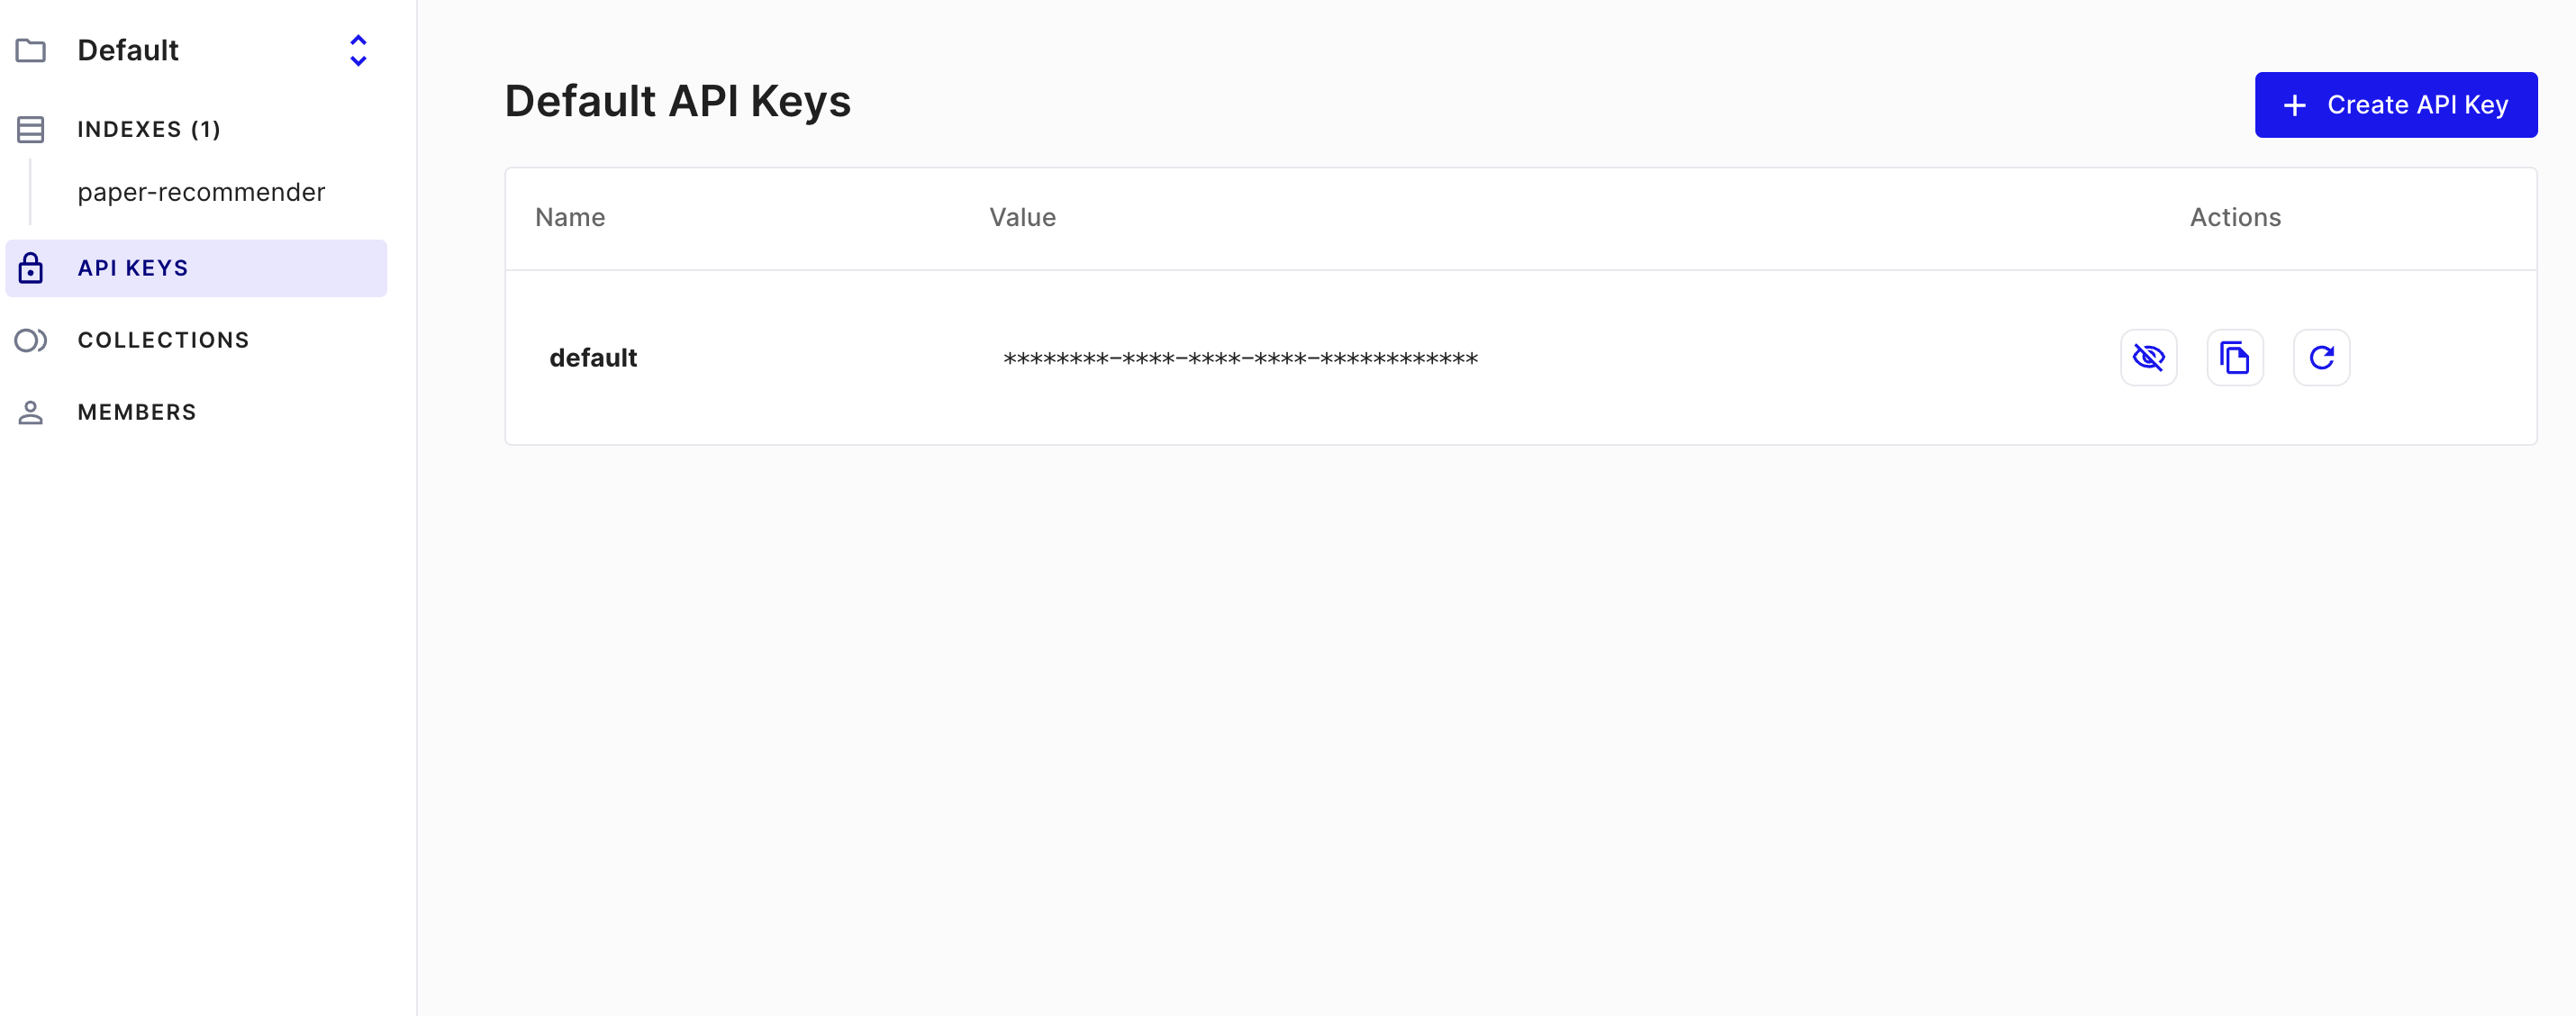 Default
INDEXES (1)
paper-recommender
API KEYS
COLLECTIONS
MEMBERS
Default API Keys
+ Create API Key
Name Value Actions
default ********-****-****-****-************